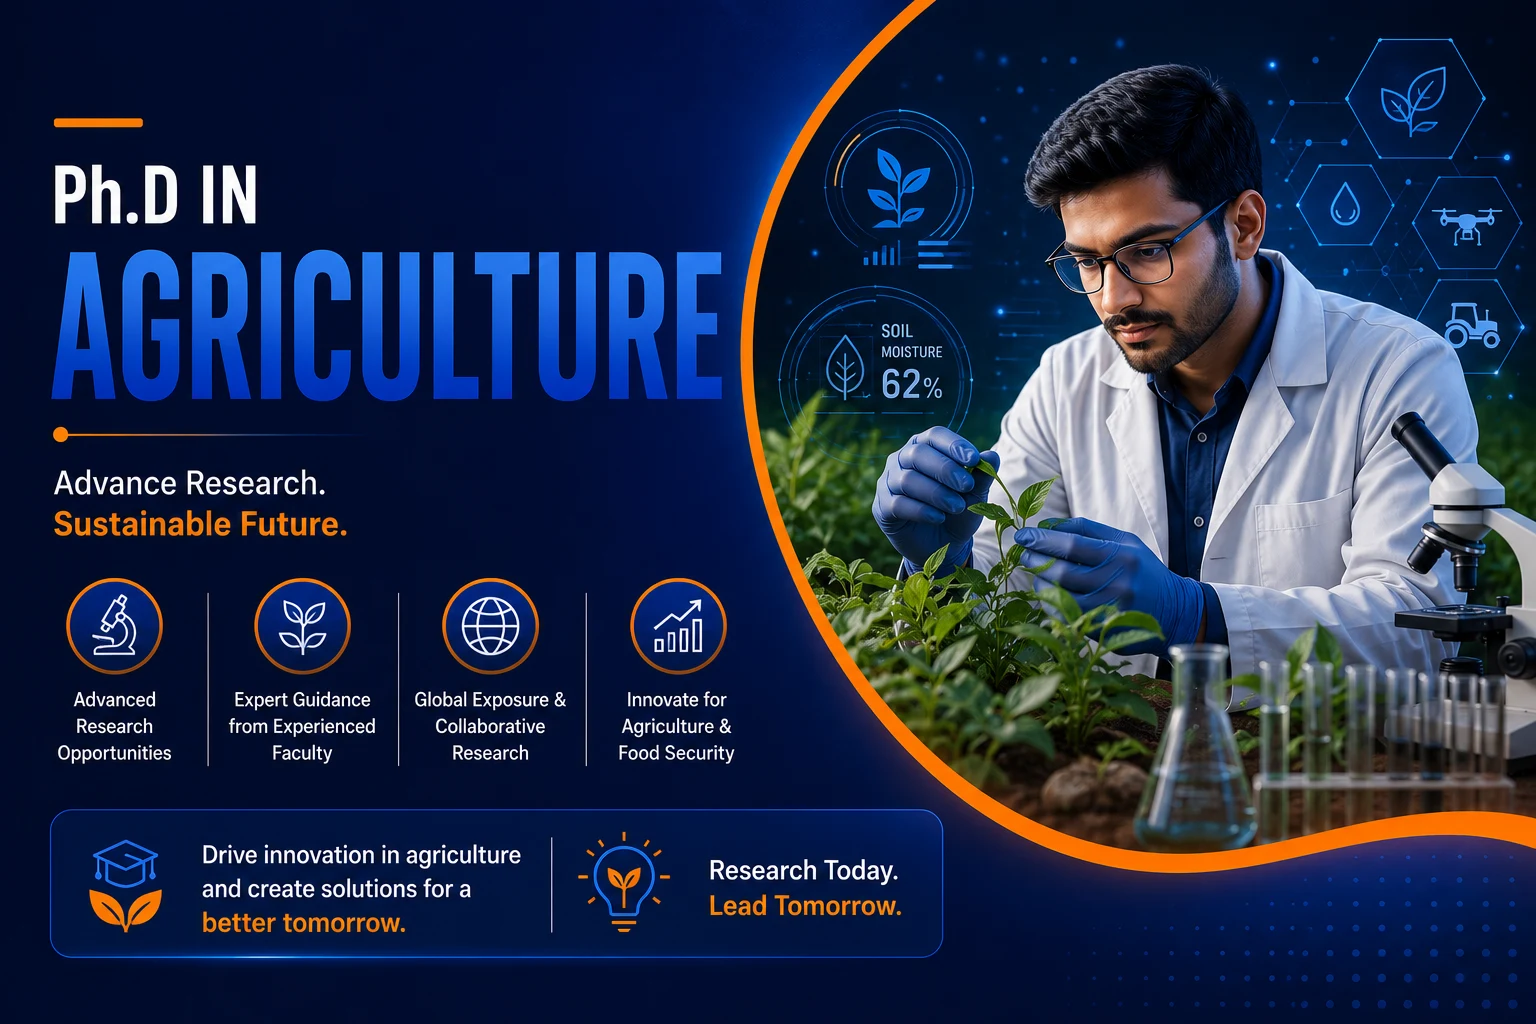 Ph.D IN
AGRICULTURE
Advance Research.
Sustainable Future.
Advanced
Research
Opportunities
Expert Guidance
from Experienced
Faculty
Global Exposure &
Collaborative
Research
Innovate for
Agriculture &
Food Security
Drive innovation in agriculture
and create solutions for a
better tomorrow.
Research Today.
Lead Tomorrow.
SOIL
MOISTURE
62%